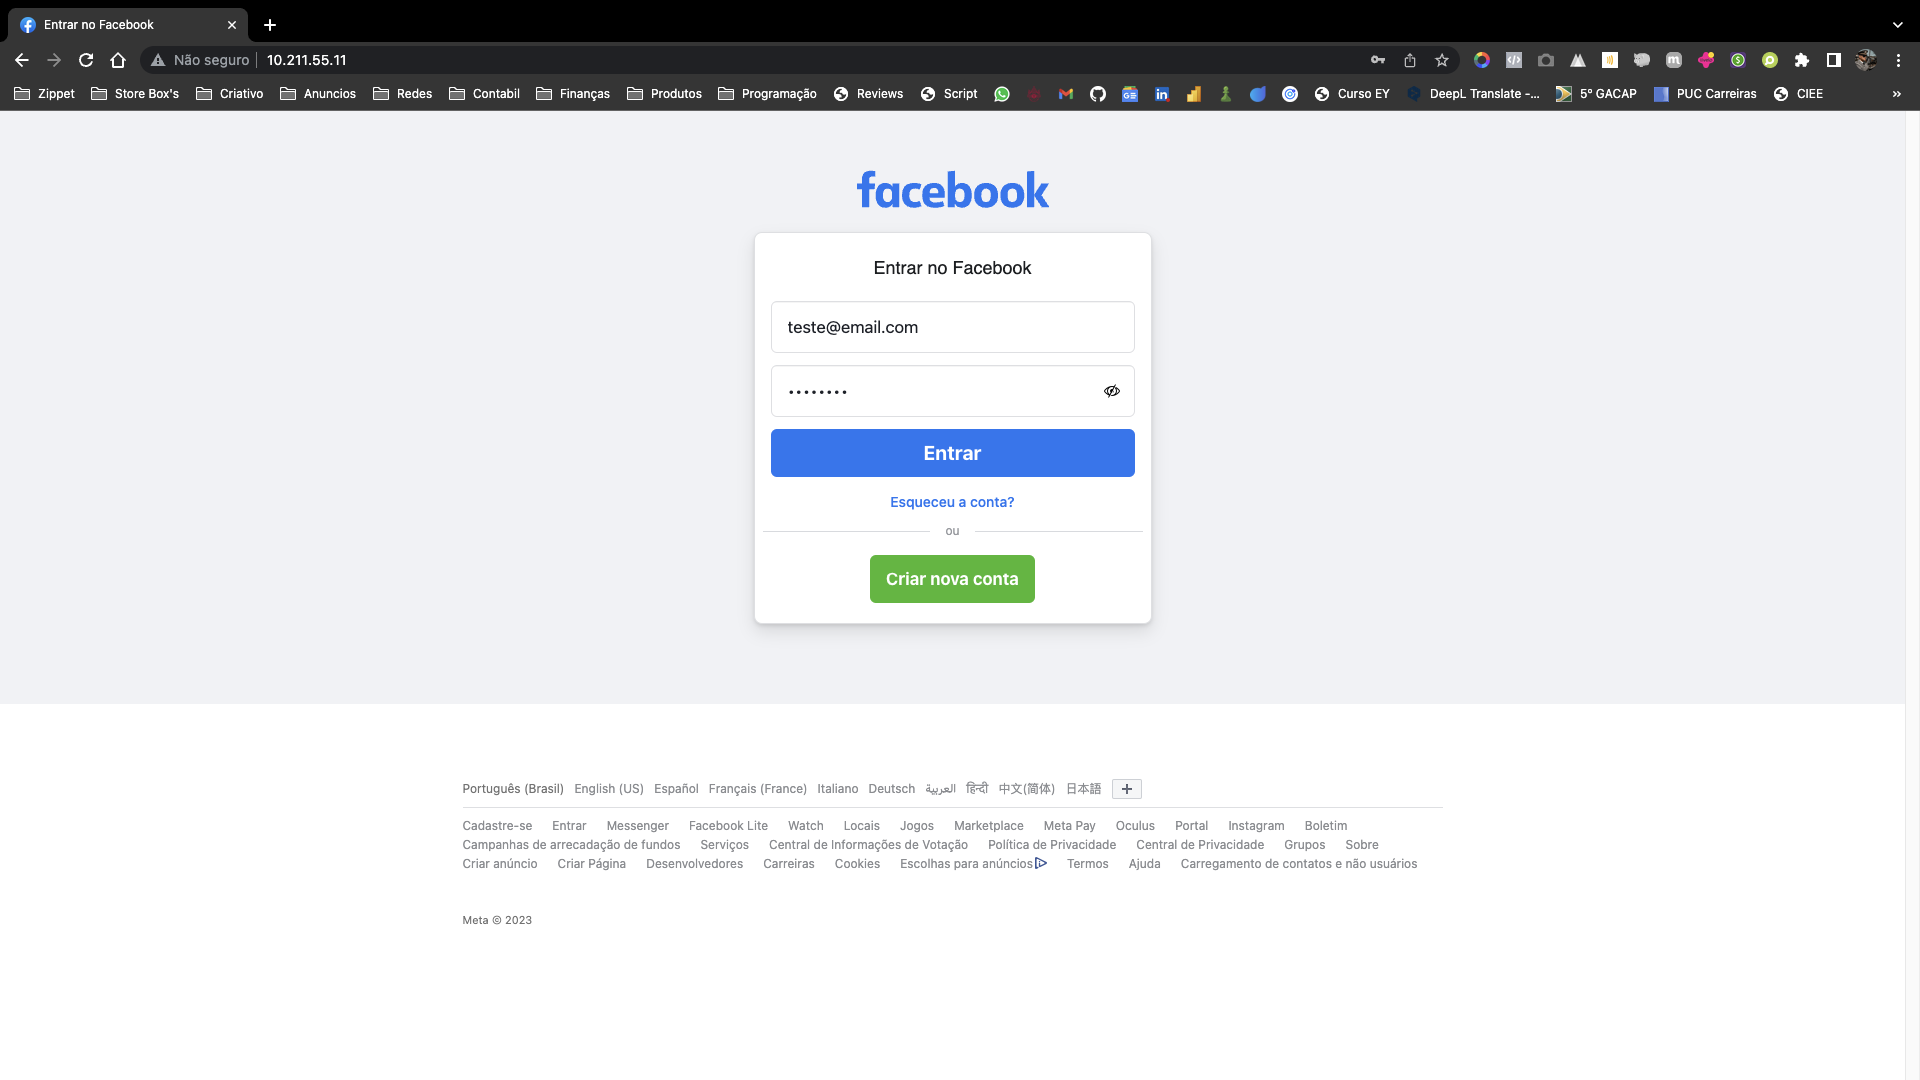 Entrar no Facebook
Não seguro 10.211.55.11
Zippet Store Box's Criativo Anuncios Redes Contabil Finanças Produtos Programação Reviews Script Curso EY DeepL Translate -... 5º GACAP PUC Carreiras CIEE »
facebook
Entrar no Facebook
teste@email.com
••••••••
Entrar
Esqueceu a conta?
ou
Criar nova conta
Português (Brasil) English (US) Español Français (France) Italiano Deutsch العربية हिन्दी 中文(简体) 日本語 +
Cadastre-se Entrar Messenger Facebook Lite Watch Locais Jogos Marketplace Meta Pay Oculus Portal Instagram Boletim
Campanhas de arrecadação de fundos Serviços Central de Informações de Votação Política de Privacidade Central de Privacidade Grupos Sobre
Criar anúncio Criar Página Desenvolvedores Carreiras Cookies Escolhas para anúncios Termos Ajuda Carregamento de contatos e não usuários
Meta © 2023